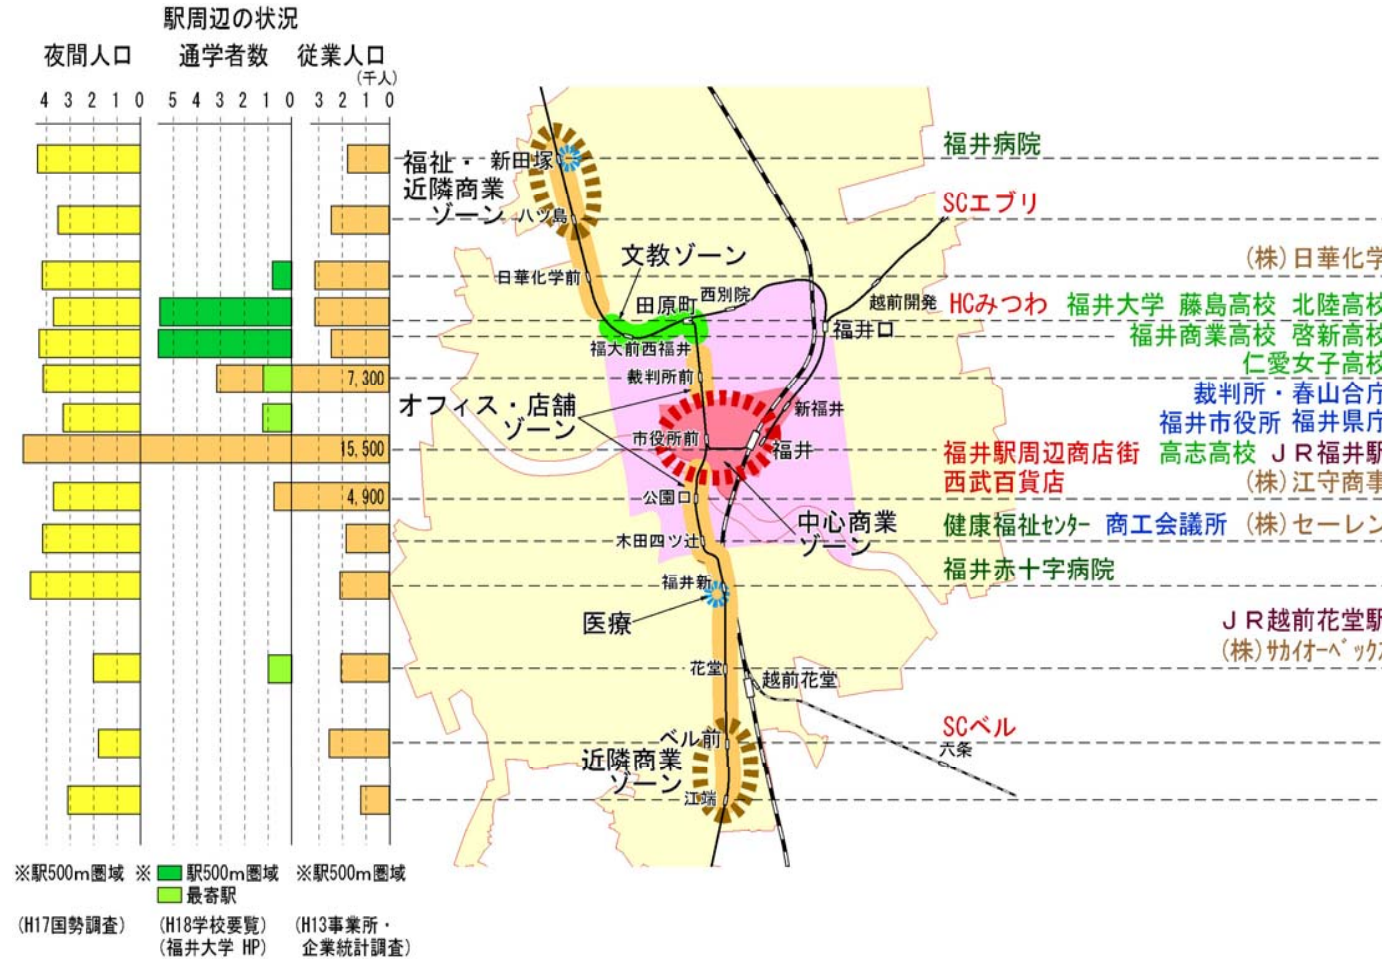 駅周辺の状況
夜間人口 通学者数 従業人口
(千人)
4 3 2 1 0 5 4 3 2 1 0 3 2 1 0
福井病院
福祉・
近隣商業
ゾーン
新田塚
SCエブリ
八ツ島
文教ゾーン
(株)日華化学
日華化学前
田原町
西別院
越前開発
HCみつわ 福井大学 藤島高校 北陸高校
福井口
福井商業高校 啓新高校
福大前西福井
仁愛女子高校
裁判所前
7,300
裁判所・春山合庁
オフィス・店舗
ゾーン
新福井
福井市役所 福井県庁
市役所前
福井
15,500
福井駅周辺商店街 高志高校 JR福井駅
西武百貨店 (株)江守商事
公園口
4,900
中心商業
ゾーン
健康福祉センター 商工会議所 (株)セーレン
木田四ツ辻
福井赤十字病院
福井新
医療
JR越前花堂駅
(株)サカイオーベックス
花堂
越前花堂
SCベル
ベル前
六条
近隣商業
ゾーン
江端
※駅500m圏域 ※ 駅500m圏域 ※駅500m圏域
最寄駅
(H17国勢調査) (H18学校要覧) (H13事業所・
(福井大学 HP) 企業統計調査)